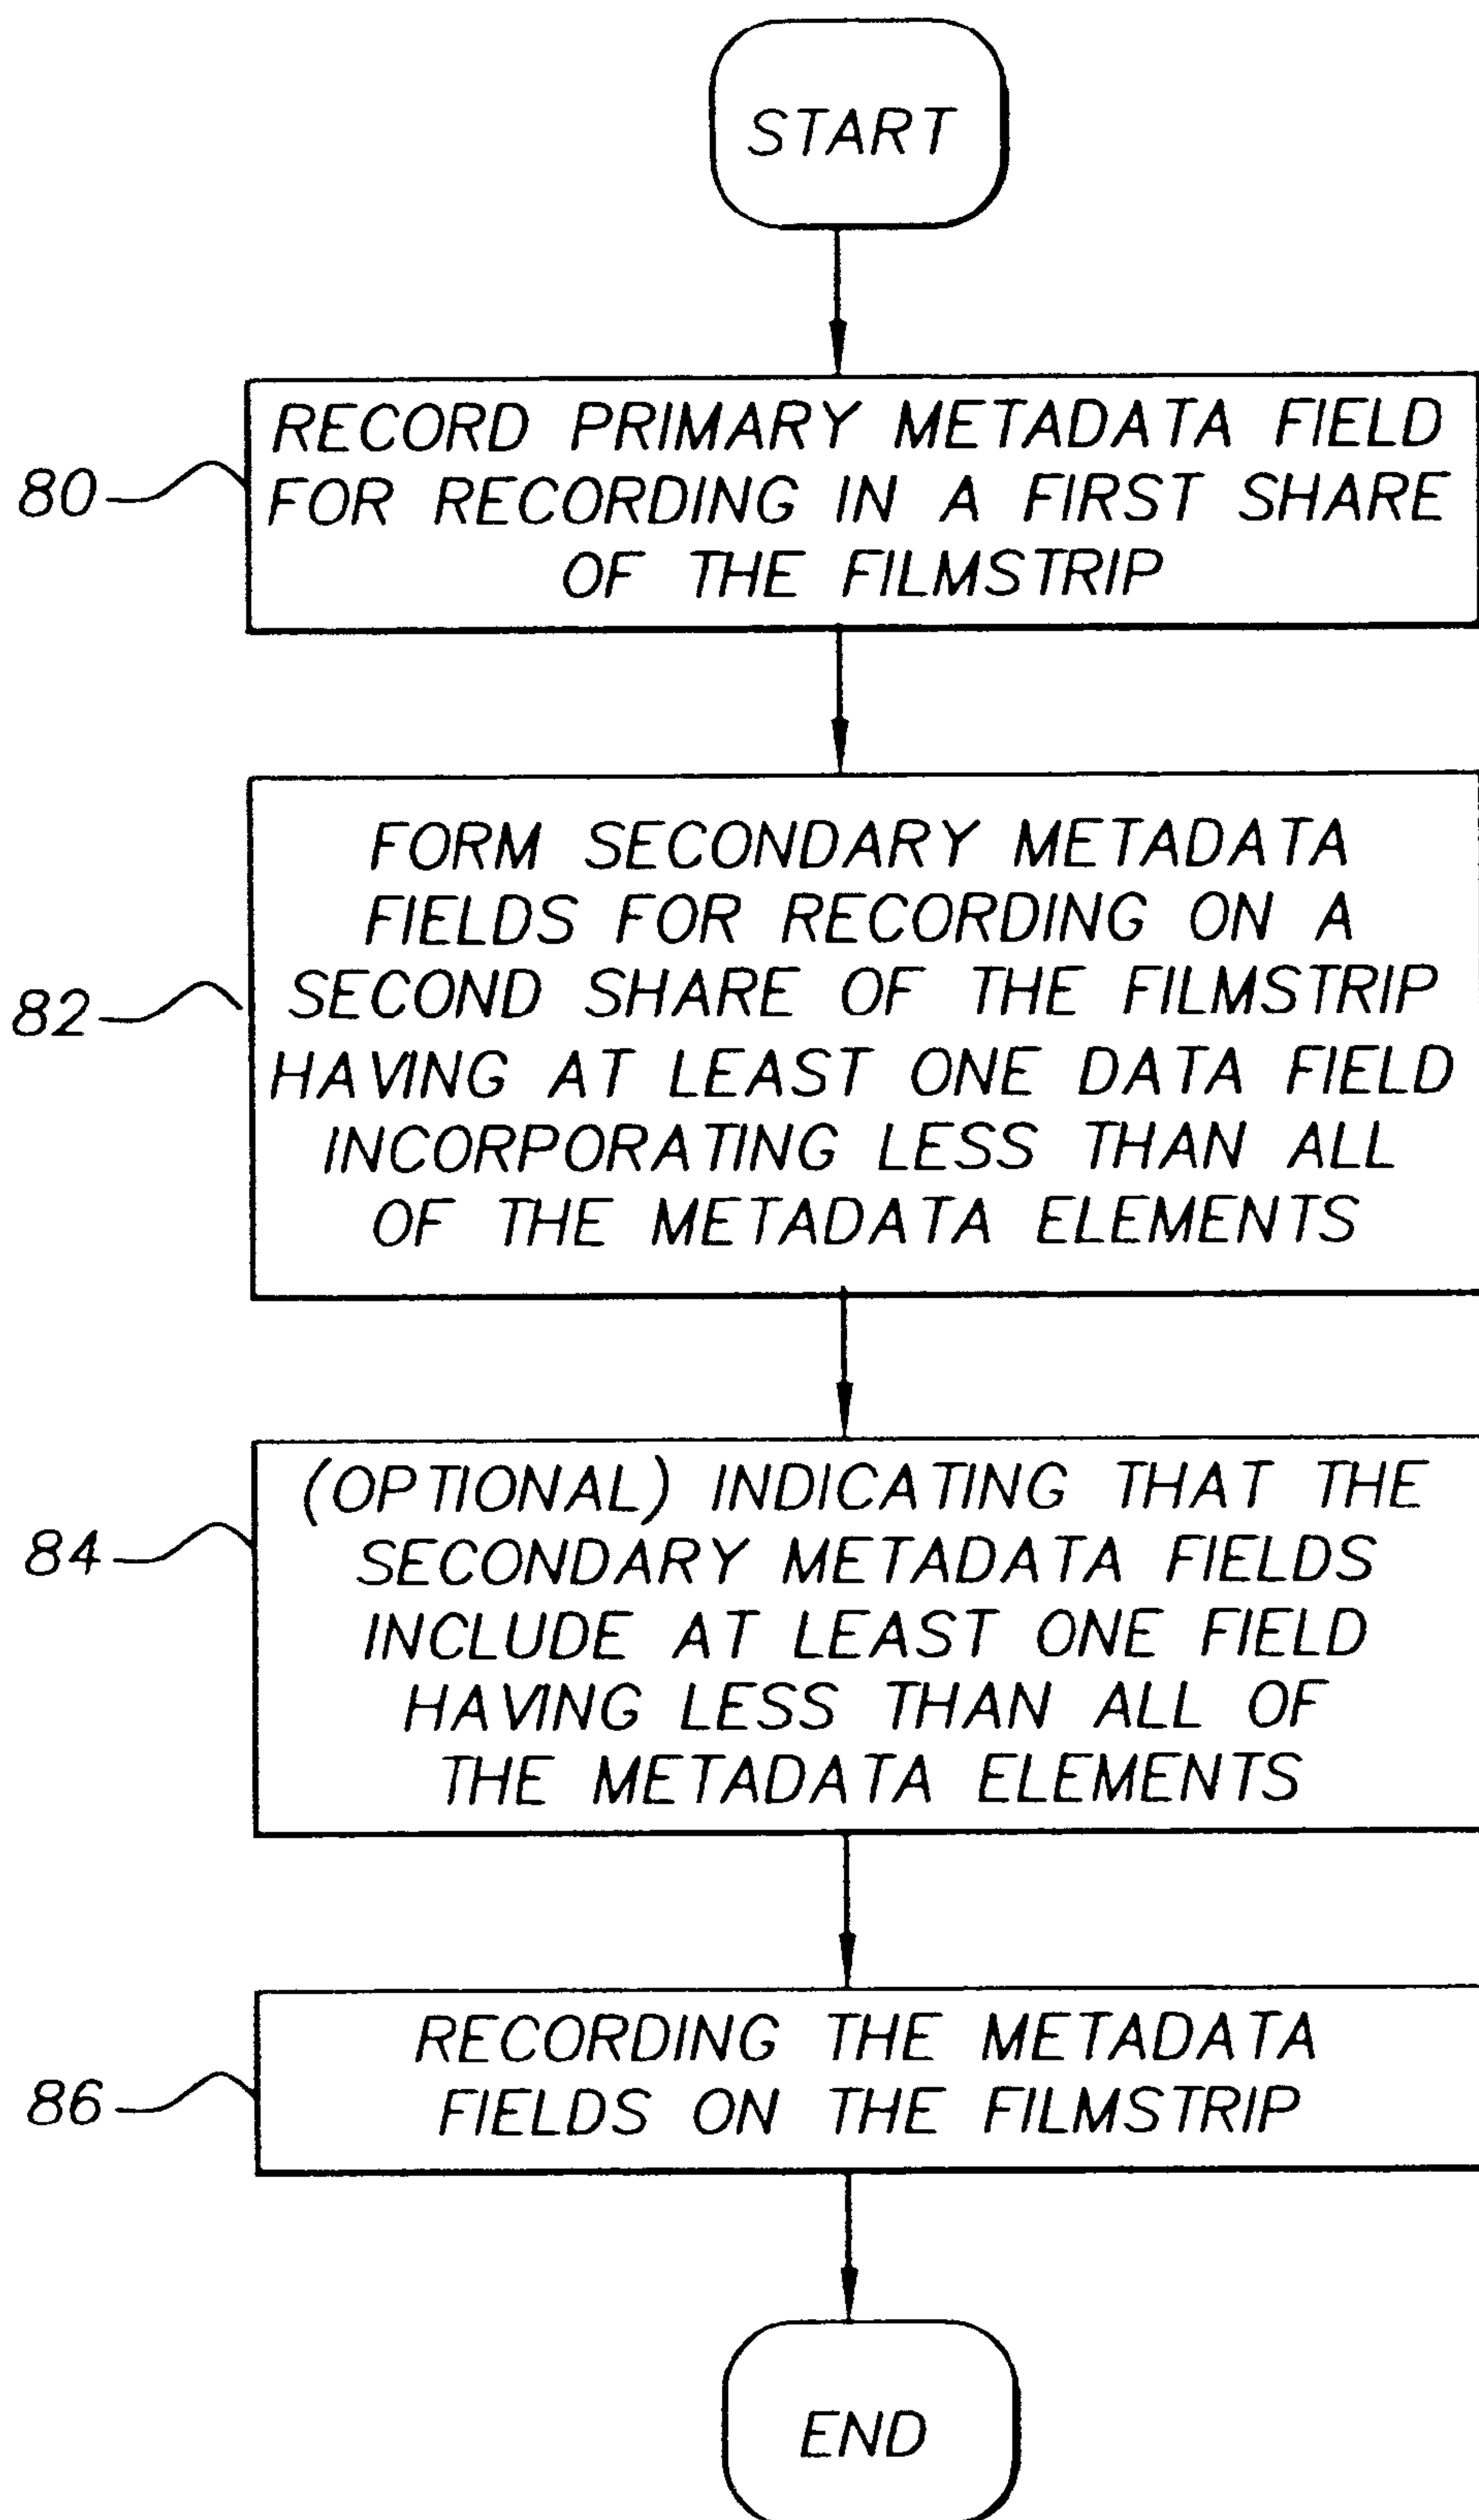 START
RECORD PRIMARY METADATA FIELD
80
FOR RECORDING IN A FIRST SHARE
OF THE FILMSTRIP
FORM SECONDARY METADATA
FIELDS FOR RECORDING ON A
82
SECOND SHARE OF THE FILMSTRIP
HAVING AT LEAST ONE DATA FIELD
INCORPORATING LESS THAN ALL
OF THE METADATA ELEMENTS
(OPTIONAL) INDICATING THAT THE
84
SECONDARY METADATA FIELDS
INCLUDE AT LEAST ONE FIELD
HAVING LESS THAN ALL OF
THE METADATA ELEMENTS
RECORDING THE METADATA
86
FIELDS ON THE FILMSTRIP
END